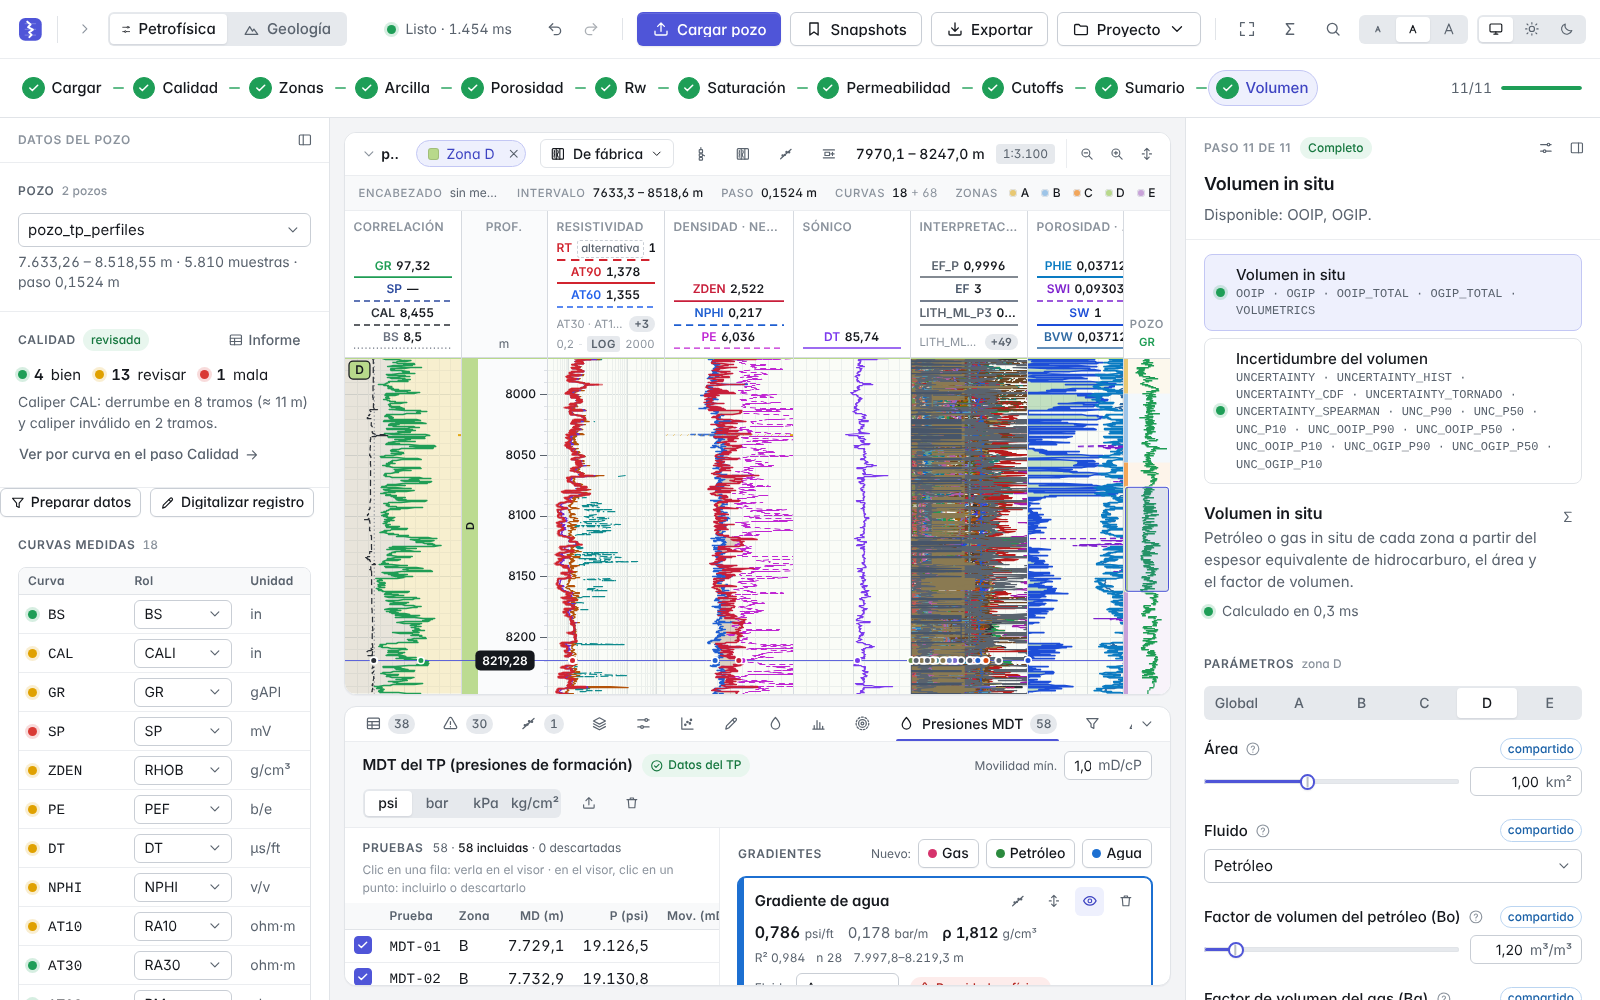 Petrofísica
Geología
Listo · 1.454 ms
Cargar pozo
Snapshots
Exportar
Proyecto
Σ
A
A
A
Cargar
Calidad
Zonas
Arcilla
Porosidad
Rw
Saturación
Permeabilidad
Cutoffs
Sumario
Volumen
11/11
DATOS DEL POZO
POZO 2 pozos
pozo_tp_perfiles
7.633,26 – 8.518,55 m · 5.810 muestras ·
paso 0,1524 m
CALIDAD revisada Informe
4 bien 13 revisar 1 mala
Caliper CAL: derrumbe en 8 tramos (≈ 11 m)
y caliper inválido en 2 tramos.
Ver por curva en el paso Calidad →
Preparar datos
Digitalizar registro
CURVAS MEDIDAS 18
Curva Rol Unidad
BS BS in
CAL CALI in
GR GR gAPI
SP SP mV
ZDEN RHOB g/cm³
PE PEF b/e
DT DT µs/ft
NPHI NPHI v/v
AT10 RA10 ohm·m
AT30 RA30 ohm·m
p..
Zona D
De fábrica
7970,1 – 8247,0 m
1:3.100
ENCABEZADO sin me... INTERVALO 7633,3 – 8518,6 m PASO 0,1524 m CURVAS 18 + 68 ZONAS A B C D E
CORRELACIÓN
GR 97,32
SP —
CAL 8,455
BS 8,5
PROF.
m
RESISTIVIDAD
RT alternativa 1
AT90 1,378
AT60 1,355
AT30 · AT1... +3
0,2 · LOG 2000
DENSIDAD · NE...
ZDEN 2,522
NPHI 0,217
PE 6,036
SÓNICO
DT 85,74
INTERPRETAC...
EF_P 0,9996
EF 3
LITH_ML_P3 0...
LITH_ML... +49
POROSIDAD ·
PHIE 0,03712
SWI 0,09303
SW 1
BVW 0,03712
POZO
GR
D
D
8000
8050
8100
8150
8200
8219,28
38
30
1
Presiones MDT 58
MDT del TP (presiones de formación)
Datos del TP
Movilidad mín. 1,0 mD/cP
psi bar kPa kg/cm²
PRUEBAS 58 · 58 incluidas · 0 descartadas
Clic en una fila: verla en el visor · en el visor, clic en un
punto: incluirlo o descartarlo
Prueba Zona MD (m) P (psi) Mov. (mD
MDT-01 B 7.729,1 19.126,5
MDT-02 B 7.732,9 19.130,8
GRADIENTES Nuevo: Gas Petróleo Agua
Gradiente de agua
0,786 psi/ft 0,178 bar/m ρ 1,812 g/cm³
R² 0,984 n 28 7.997,8–8.219,3 m
PASO 11 DE 11 Completo
Volumen in situ
Disponible: OOIP, OGIP.
Volumen in situ
OOIP · OGIP · OOIP_TOTAL · OGIP_TOTAL ·
VOLUMETRICS
Incertidumbre del volumen
UNCERTAINTY · UNCERTAINTY_HIST ·
UNCERTAINTY_CDF · UNCERTAINTY_TORNADO ·
UNCERTAINTY_SPEARMAN · UNC_P90 · UNC_P50 ·
UNC_P10 · UNC_OOIP_P90 · UNC_OOIP_P50 ·
UNC_OOIP_P10 · UNC_OGIP_P90 · UNC_OGIP_P50 ·
UNC_OGIP_P10
Volumen in situ Σ
Petróleo o gas in situ de cada zona a partir del
espesor equivalente de hidrocarburo, el área y
el factor de volumen.
Calculado en 0,3 ms
PARÁMETROS zona D
Global A B C D E
Área compartido
1,00 km²
Fluido compartido
Petróleo
Factor de volumen del petróleo (Bo) compartido
1,20 m³/m³
Factor de volumen del gas (Bg) compartido